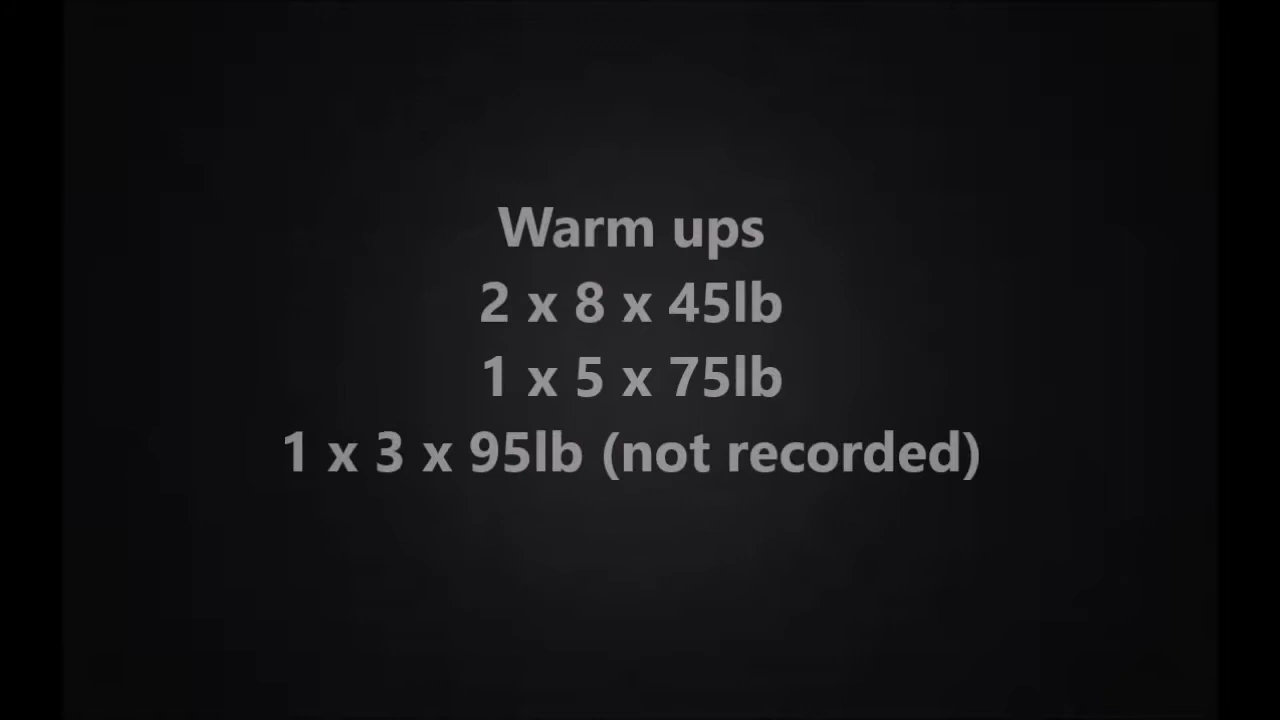 Warm ups
2 x 8 x 45lb
1 x 5 x 75lb
1 x 3 x 95lb (not recorded)